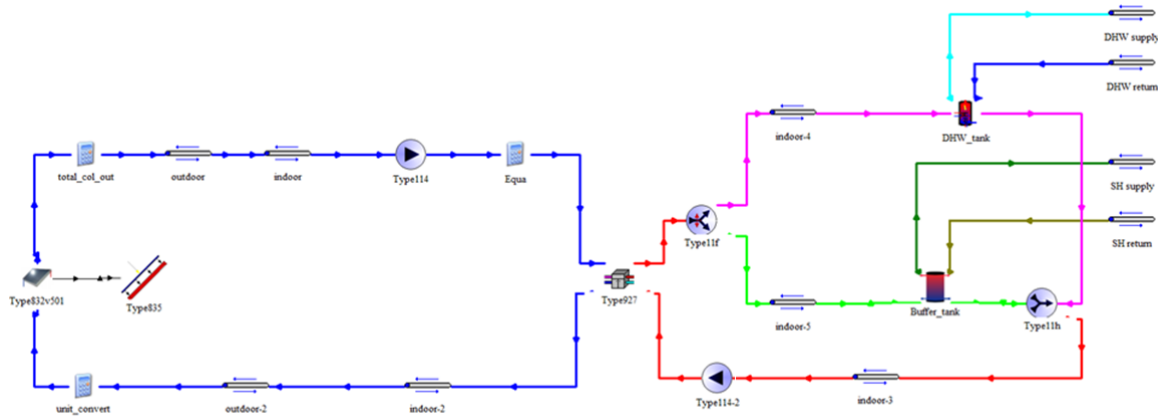 DHW supply
DHW return
indoor-4
DHW_tank
total_col_out
outdoor
indoor
Type114
Equa
SH supply
Type11f
SH return
Type832v501
Type835
Type927
indoor-5
Buffer_tank
Type11h
unit_convert
outdoor-2
indoor-2
Type114-2
indoor-3